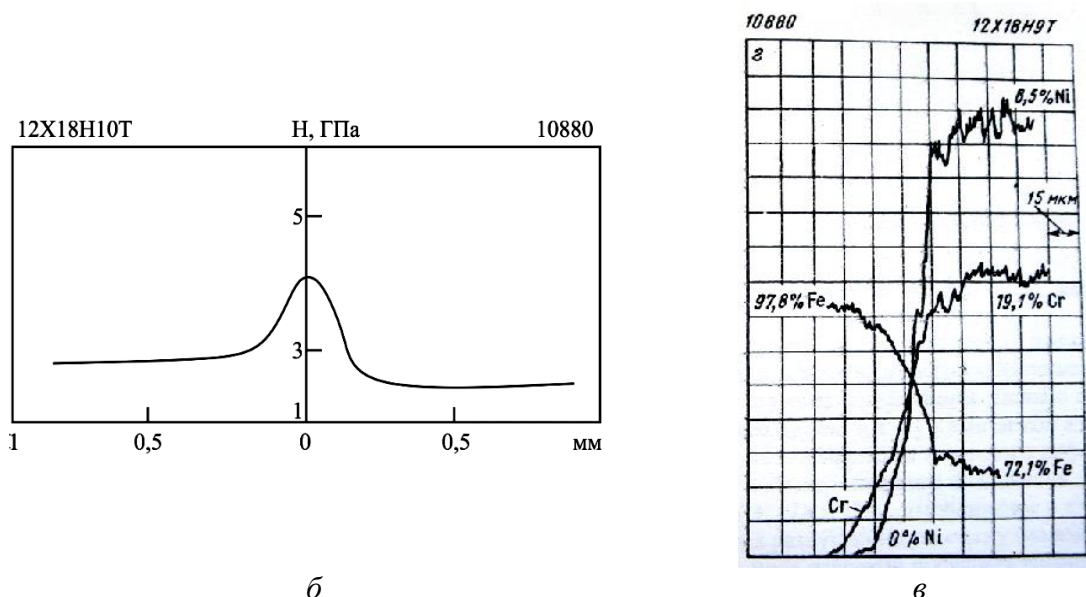 12Х18Н10Т Н, ГПа 10880
5
3
1
1 0,5 0 0,5 мм
б
10880 12Х18Н9Т
г
8,5%Ni
15 мкм
97,8%Fe 19,1% Cr
72,1% Fe
Cr
0% Ni
в